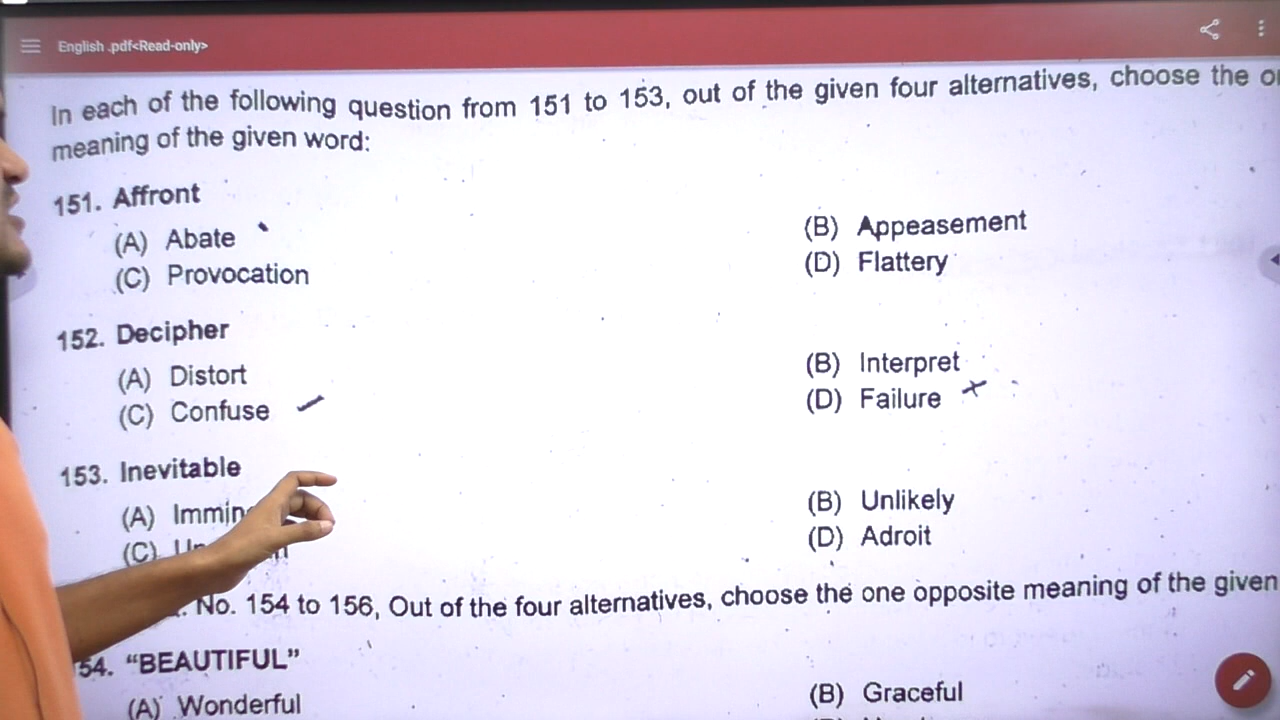 English .pdf<Read-only>
In each of the following question from 151 to 153, out of the given four alternatives, choose the
meaning of the given word:
151. Affront
(A) Abate
(B) Appeasement
(C) Provocation
(D) Flattery
152. Decipher
(A) Distort
(B) Interpret
(C) Confuse
(D) Failure
153. Inevitable
(A)
(B) Unlikely
(C)
(D) Adroit
No. 154 to 156, Out of the four alternatives, choose the one opposite meaning of the given
54. “BEAUTIFUL”
(A) Wonderful
(B) Graceful